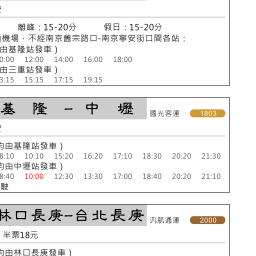 離峰：15-20分　假日：15-20分
機場，不經南京舊宗路口-南京寧安街口間各站：
由基隆站發車）
0:00 12:00 14:00 16:00 18:00
由三重站發車）
3:15 15:15 17:15 19:15
基隆－中壢 國光客運 1803
均由基隆站發車）
8:10 10:10 15:20 16:20 17:10 18:30 20:20 21:30
均由中壢站發車）
8:40 10:00 12:30 13:30 17:00 18:40 20:20 21:10
駛
林口長庚－台北長庚 汎航通運 2000
半票18元
均由林口長庚發車）